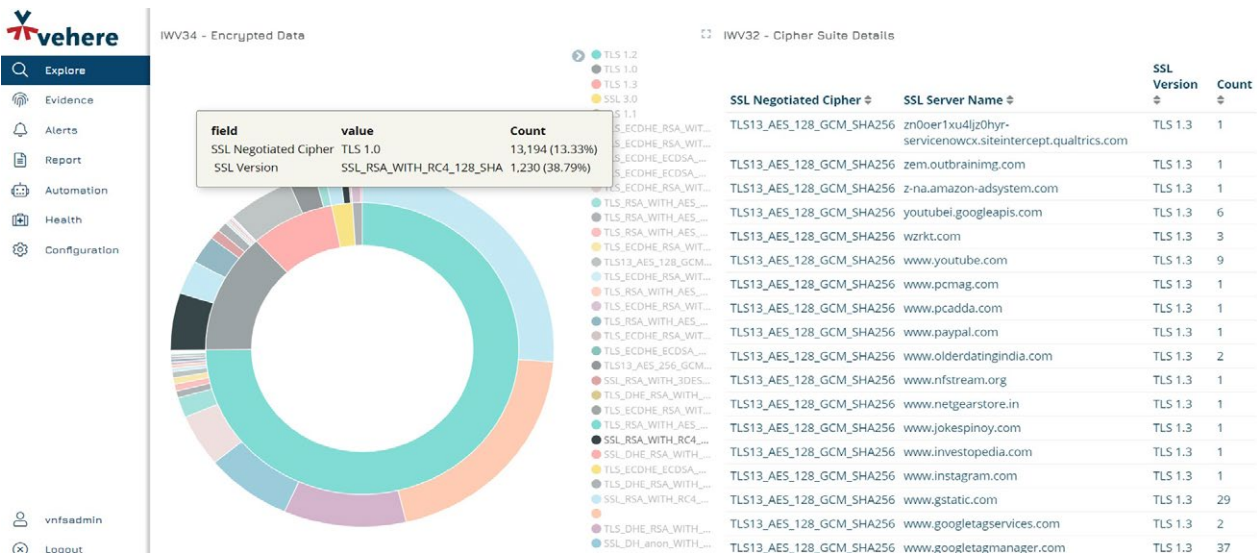 vehere
Explore
Evidence
Alerts
Report
Automation
Health
Configuration
vnfsadmin
Logout
IWV34 - Encrypted Data
field value Count
SSL Negotiated Cipher TLS 1.0 13,194 (13.33%)
SSL Version SSL_RSA_WITH_RC4_128_SHA 1,230 (38.79%)
TLS 1.2
TLS 1.0
TLS 1.3
SSL 3.0
TLS_RSA_WITH_AES_...
TLS_RSA_WITH_AES_...
TLS_RSA_WITH_AES_...
TLS_ECDHE_RSA_WIT...
TLS13_AES_128_GCM...
TLS_ECDHE_RSA_WIT...
TLS_RSA_WITH_AES_...
TLS_ECDHE_RSA_WIT...
TLS_RSA_WITH_AES_...
TLS_ECDHE_RSA_WIT...
TLS_ECDHE_ECDSA_...
TLS13_AES_256_GCM...
SSL_RSA_WITH_3DES...
TLS_DHE_RSA_WITH_...
TLS_ECDHE_RSA_WIT...
TLS_RSA_WITH_AES_...
SSL_RSA_WITH_RC4_...
SSL_DHE_RSA_WITH_...
TLS_ECDHE_ECDSA_...
SSL_RSA_WITH_RC4_...
TLS_DHE_RSA_WITH_...
SSL_DH_anon_WITH_...
IWV32 - Cipher Suite Details
SSL Negotiated Cipher SSL Server Name SSL Version Count
TLS13_AES_128_GCM_SHA256 zn0oer1xu4ljz0hyr- TLS 1.3 1
servicenowcx.siteintercept.qualtrics.com
TLS13_AES_128_GCM_SHA256 zem.outbrainimg.com TLS 1.3 1
TLS13_AES_128_GCM_SHA256 z-na.amazon-adsystem.com TLS 1.3 1
TLS13_AES_128_GCM_SHA256 youtubei.googleapis.com TLS 1.3 6
TLS13_AES_128_GCM_SHA256 wzrkt.com TLS 1.3 3
TLS13_AES_128_GCM_SHA256 www.youtube.com TLS 1.3 9
TLS13_AES_128_GCM_SHA256 www.pcmag.com TLS 1.3 1
TLS13_AES_128_GCM_SHA256 www.pcadda.com TLS 1.3 1
TLS13_AES_128_GCM_SHA256 www.paypal.com TLS 1.3 1
TLS13_AES_128_GCM_SHA256 www.olderdatingindia.com TLS 1.3 2
TLS13_AES_128_GCM_SHA256 www.nfstream.org TLS 1.3 1
TLS13_AES_128_GCM_SHA256 www.netgearstore.in TLS 1.3 1
TLS13_AES_128_GCM_SHA256 www.jokespinoy.com TLS 1.3 1
TLS13_AES_128_GCM_SHA256 www.investopedia.com TLS 1.3 1
TLS13_AES_128_GCM_SHA256 www.instagram.com TLS 1.3 1
TLS13_AES_128_GCM_SHA256 www.gstatic.com TLS 1.3 29
TLS13_AES_128_GCM_SHA256 www.googletagservices.com TLS 1.3 2
TLS13_AES_128_GCM_SHA256 www.googletagmanager.com TLS 1.3 37